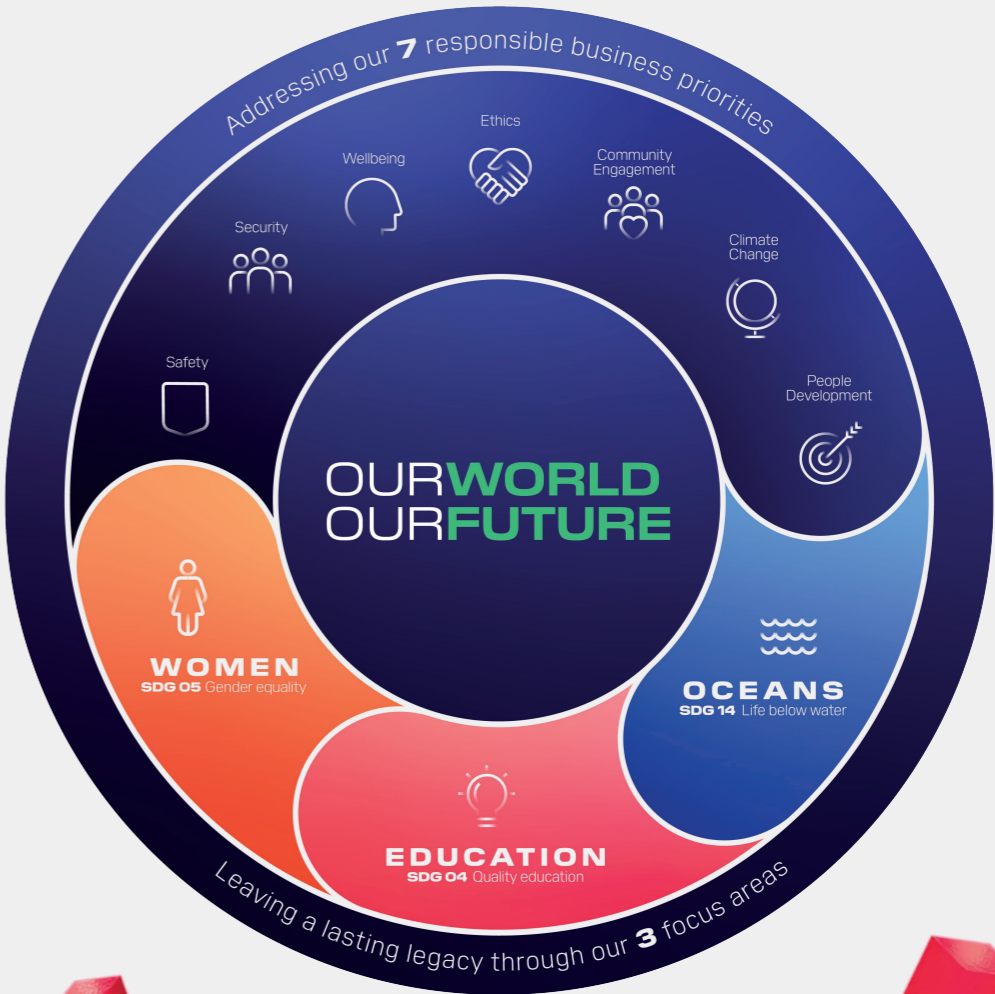 Addressing our 7 responsible business priorities
Ethics
Wellbeing
Community
Engagement
Security
Climate
Change
Safety
People
Development
OURWORLD
OURFUTURE
WOMEN
SDG 05 Gender equality
OCEANS
SDG 14 Life below water
EDUCATION
SDG 04 Quality education
Leaving a lasting legacy through our 3 focus areas